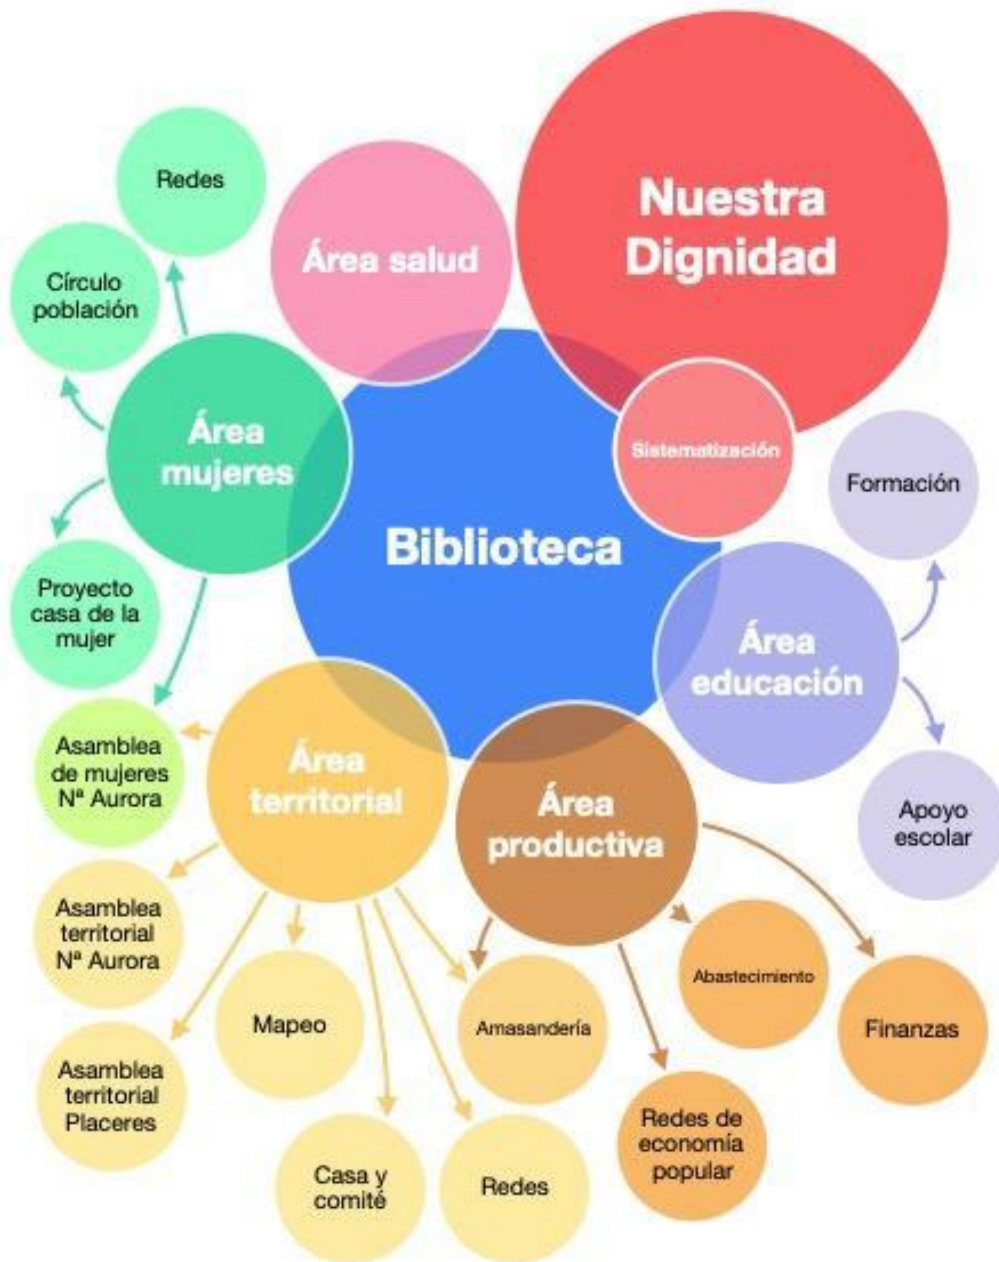 Nuestra
Dignidad
Redes
Área salud
Círculo
población
Área
mujeres
Sistematización
Formación
Biblioteca
Proyecto
casa de la
mujer
Área
educación
Asamblea
de mujeres
Nª Aurora
Área
territorial
Área
productiva
Apoyo
escolar
Asamblea
territorial
Nª Aurora
Mapeo
Amasandería
Abastecimiento
Finanzas
Asamblea
territorial
Placeres
Casa y
comité
Redes
Redes de
economía
popular